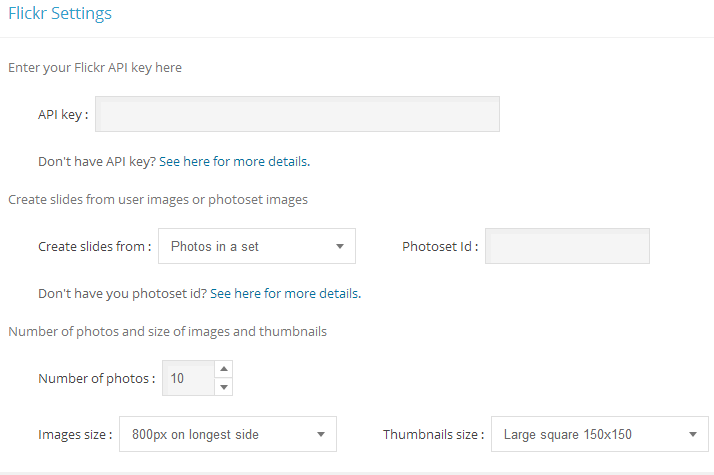 Flickr Settings
Enter your Flickr API key here
API key :
Don't have API key? See here for more details.
Create slides from user images or photoset images
Create slides from : Photos in a set Photoset Id :
Don't have you photoset id? See here for more details.
Number of photos and size of images and thumbnails
Number of photos : 10
Images size : 800px on longest side Thumbnails size : Large square 150x150